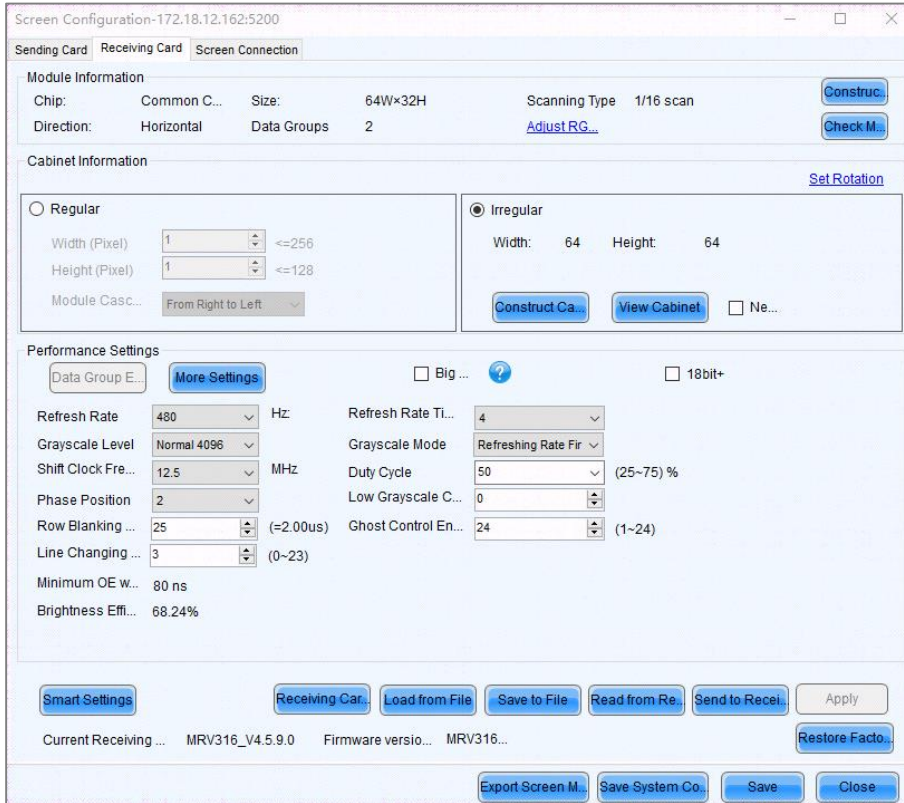 Screen Configuration-172.18.12.162:5200
Sending Card Receiving Card Screen Connection
Module Information
Chip: Common C... Size: 64W×32H Scanning Type 1/16 scan Construc...
Direction: Horizontal Data Groups 2 Adjust RG... Check M...
Cabinet Information
Set Rotation
Regular Irregular
Width (Pixel) 1 <=256 Width: 64 Height: 64
Height (Pixel) 1 <=128
Module Casc... From Right to Left Construct Ca... View Cabinet Ne...
Performance Settings
Data Group E... More Settings Big ... ? 18bit+
Refresh Rate 480 Hz: Refresh Rate Ti... 4
Grayscale Level Normal 4096 Grayscale Mode Refreshing Rate Fir
Shift Clock Fre... 12.5 MHz Duty Cycle 50 (25~75) %
Phase Position 2 Low Grayscale C... 0
Row Blanking ... 25 (=2.00us) Ghost Control En... 24 (1~24)
Line Changing ... 3 (0~23)
Minimum OE w... 80 ns
Brightness Effi... 68.24%
Smart Settings Receiving Car... Load from File Save to File Read from Re... Send to Recei... Apply
Current Receiving ... MRV316_V4.5.9.0 Firmware versio... MRV316... Restore Facto...
Export Screen M... Save System Co... Save Close